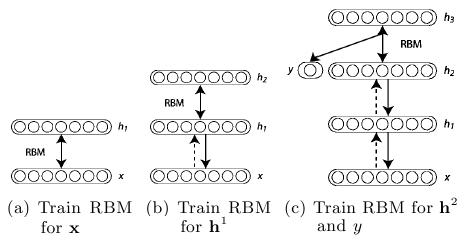 h1
RBM
x
(a) Train RBM
for x
h2
RBM
h1
x
(b) Train RBM
for h¹
h3
RBM
y
h2
h1
x
(c) Train RBM for h²
and y